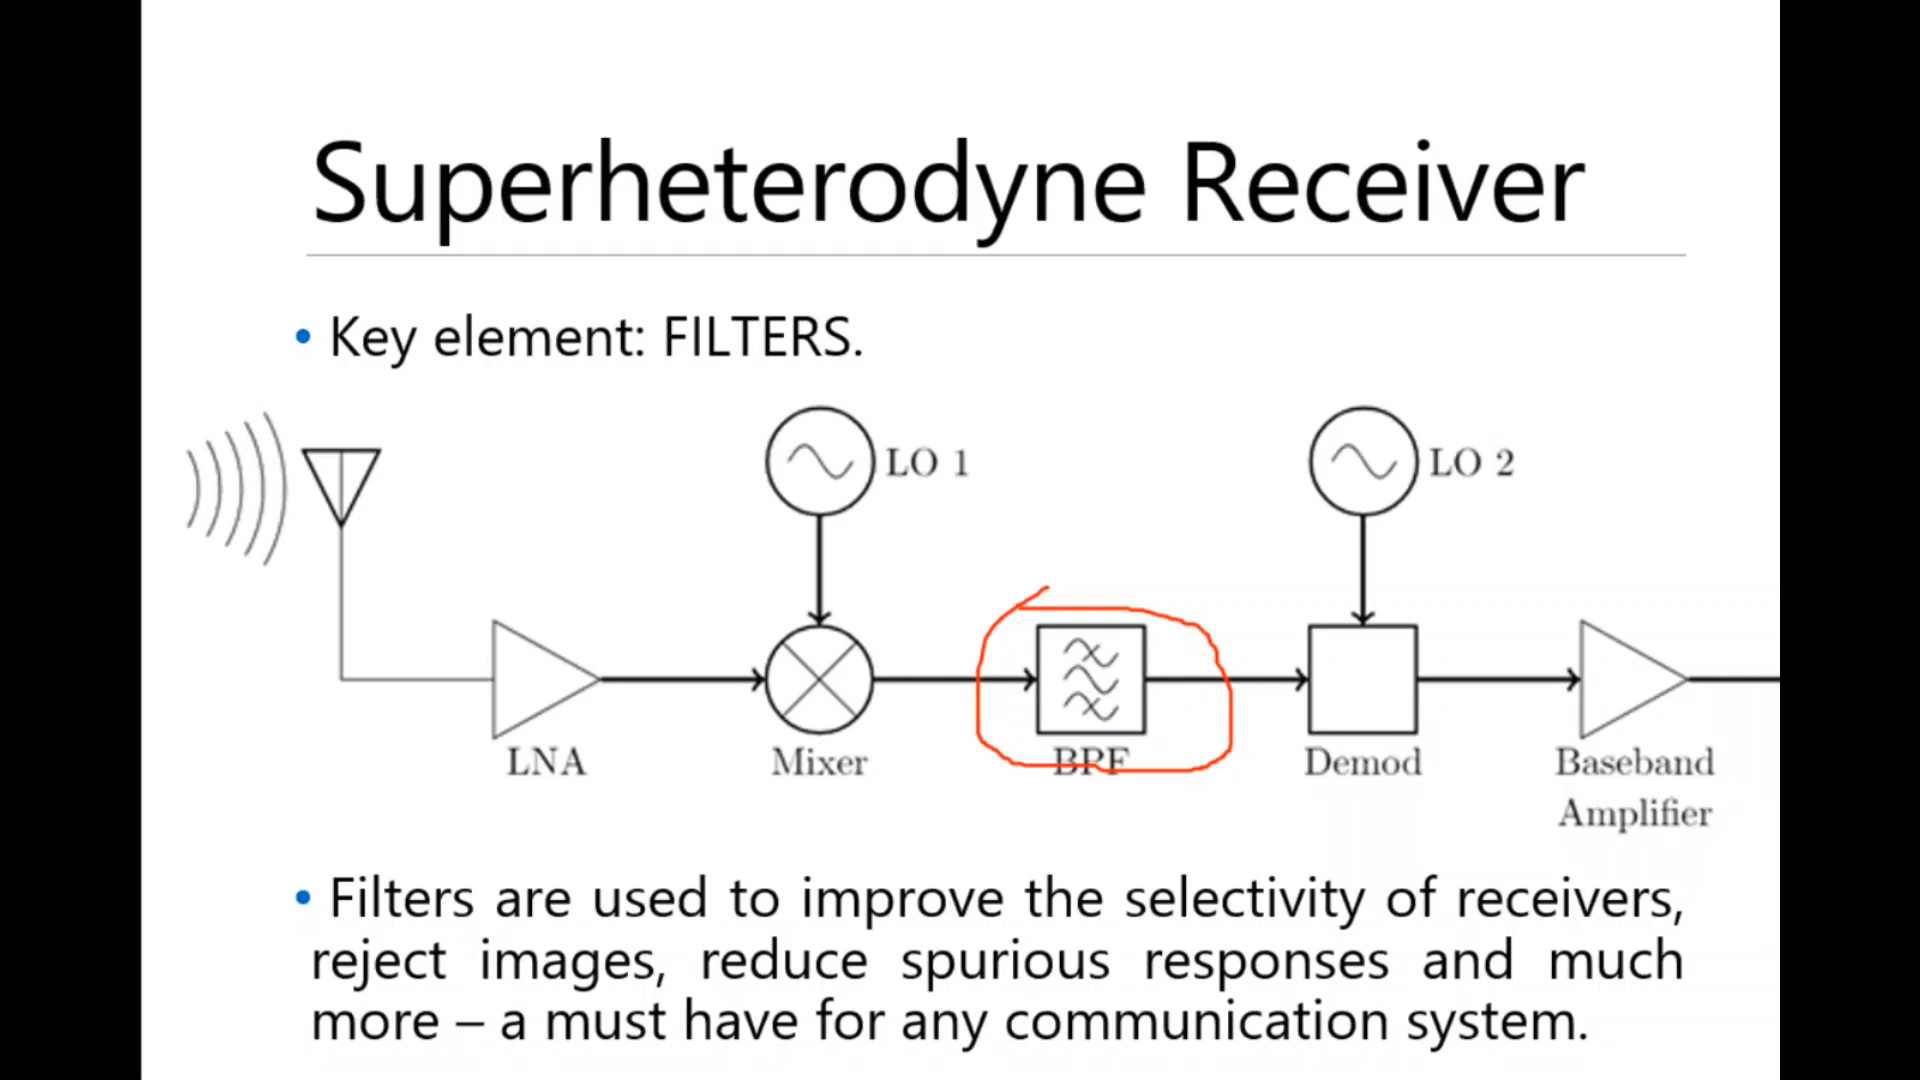 Superheterodyne Receiver
• Key element: FILTERS.
LO 1
LO 2
LNA
Mixer
BPF
Demod
Baseband
Amplifier
• Filters are used to improve the selectivity of receivers,
reject images, reduce spurious responses and much
more – a must have for any communication system.